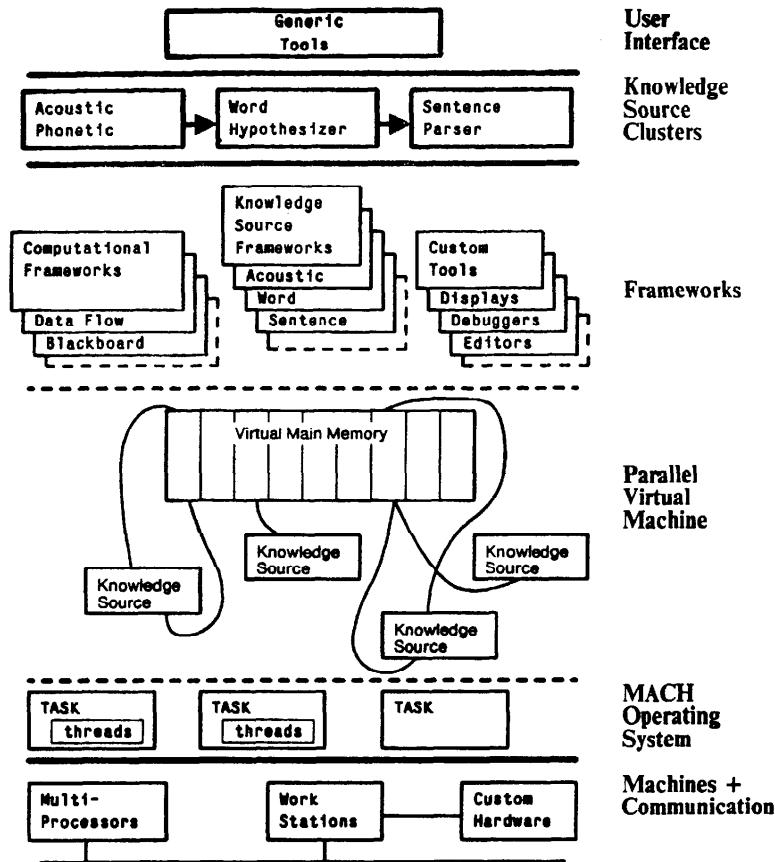 Generic
Tools
User
Interface
Acoustic
Phonetic
Word
Hypothesizer
Sentence
Parser
Knowledge
Source
Clusters
Computational
Frameworks
Data Flow
Blackboard
Knowledge
Source
Frameworks
Acoustic
Word
Sentence
Custom
Tools
Displays
Debuggers
Editors
Frameworks
Virtual Main Memory
Knowledge
Source
Knowledge
Source
Knowledge
Source
Knowledge
Source
Parallel
Virtual
Machine
TASK
threads
TASK
threads
TASK
MACH
Operating
System
Multi-
Processors
Work
Stations
Custom
Hardware
Machines +
Communication